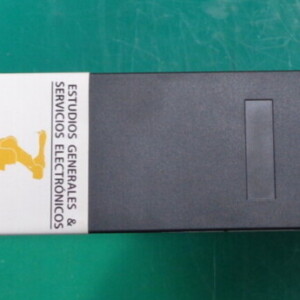 ESTUDIOS GENERALES &
SERVICIOS ELECTRÓNICOS